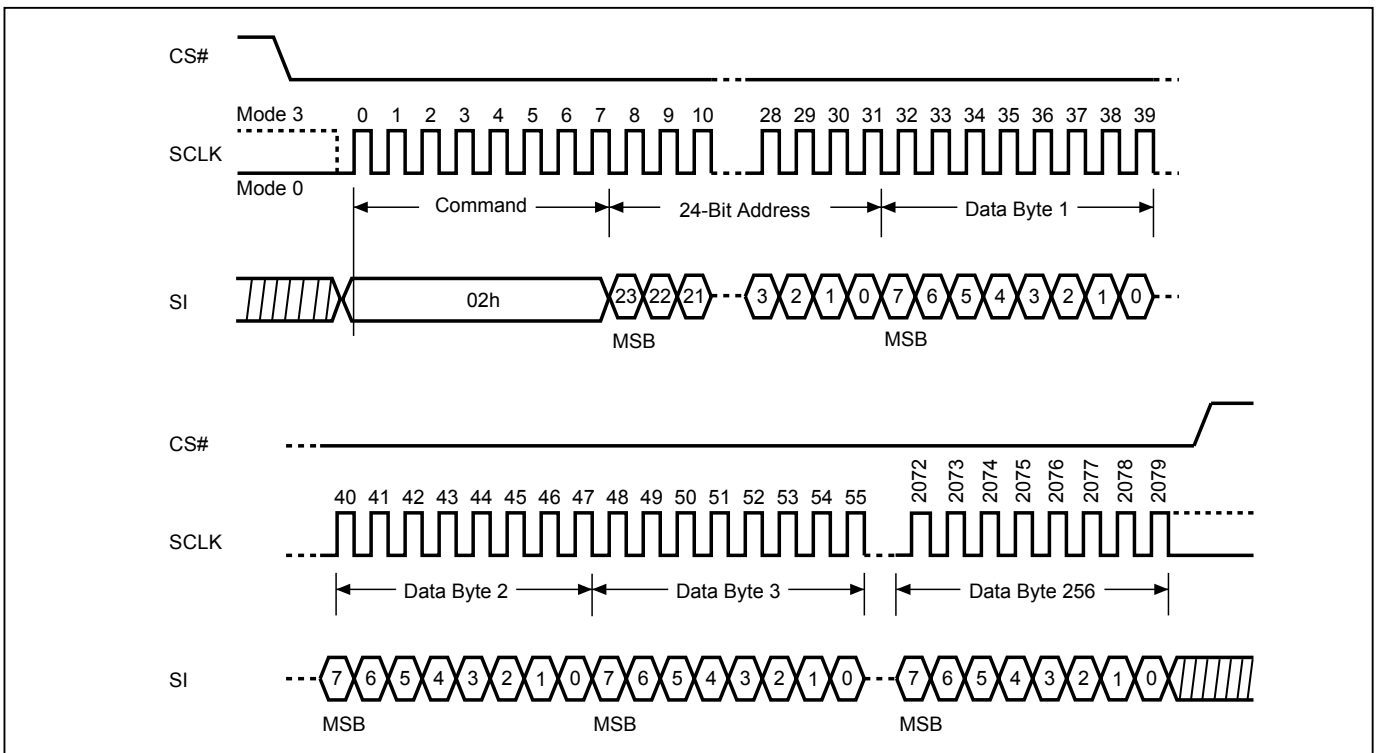 CS#
Mode 3
0 1 2 3 4 5 6 7 8 9 10 28 29 30 31 32 33 34 35 36 37 38 39
SCLK
Mode 0
Command 24-Bit Address Data Byte 1
SI 02h 23 22 21 3 2 1 0 7 6 5 4 3 2 1 0
MSB MSB
CS#
2072 2073 2074 2075 2076 2077 2078 2079
40 41 42 43 44 45 46 47 48 49 50 51 52 53 54 55
SCLK
Data Byte 2 Data Byte 3 Data Byte 256
SI 7 6 5 4 3 2 1 0 7 6 5 4 3 2 1 0 7 6 5 4 3 2 1 0
MSB MSB MSB